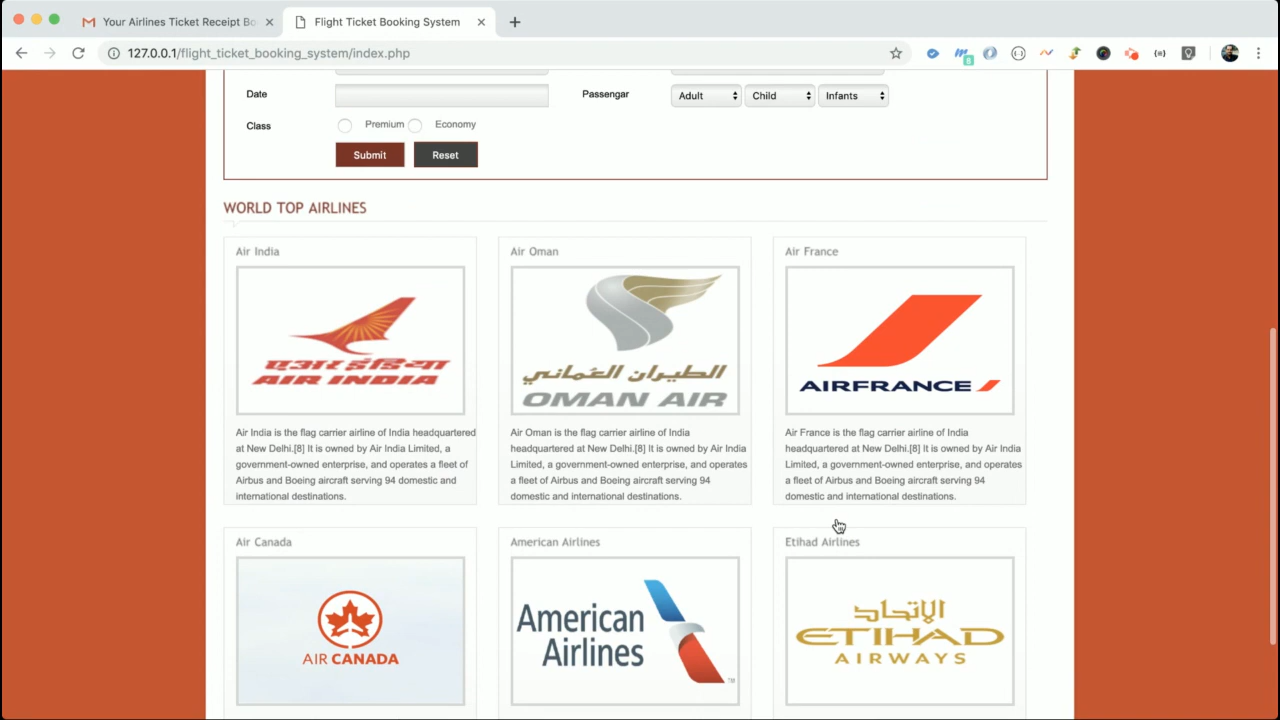 Your Airlines Ticket Receipt Bo
Flight Ticket Booking System
127.0.0.1/flight_ticket_booking_system/index.php
8
Date
Passengar
Adult
Child
Infants
Class
Premium
Economy
Submit
Reset
WORLD TOP AIRLINES
Air India
Air Oman
Air France
एअर इंडिया
AIR INDIA
الطيران العُماني
OMAN AIR
AIRFRANCE
Air India is the flag carrier airline of India headquartered
at New Delhi.[8] It is owned by Air India Limited, a
government-owned enterprise, and operates a fleet of
Airbus and Boeing aircraft serving 94 domestic and
international destinations.
Air Oman is the flag carrier airline of India
headquartered at New Delhi.[8] It is owned by Air India
Limited, a government-owned enterprise, and operates
a fleet of Airbus and Boeing aircraft serving 94
domestic and international destinations.
Air France is the flag carrier airline of India
headquartered at New Delhi.[8] It is owned by Air India
Limited, a government-owned enterprise, and operates
a fleet of Airbus and Boeing aircraft serving 94
domestic and international destinations.
Air Canada
American Airlines
Etihad Airlines
AIR CANADA
American
Airlines
TM
الإتحاد
ETIHAD
AIRWAYS